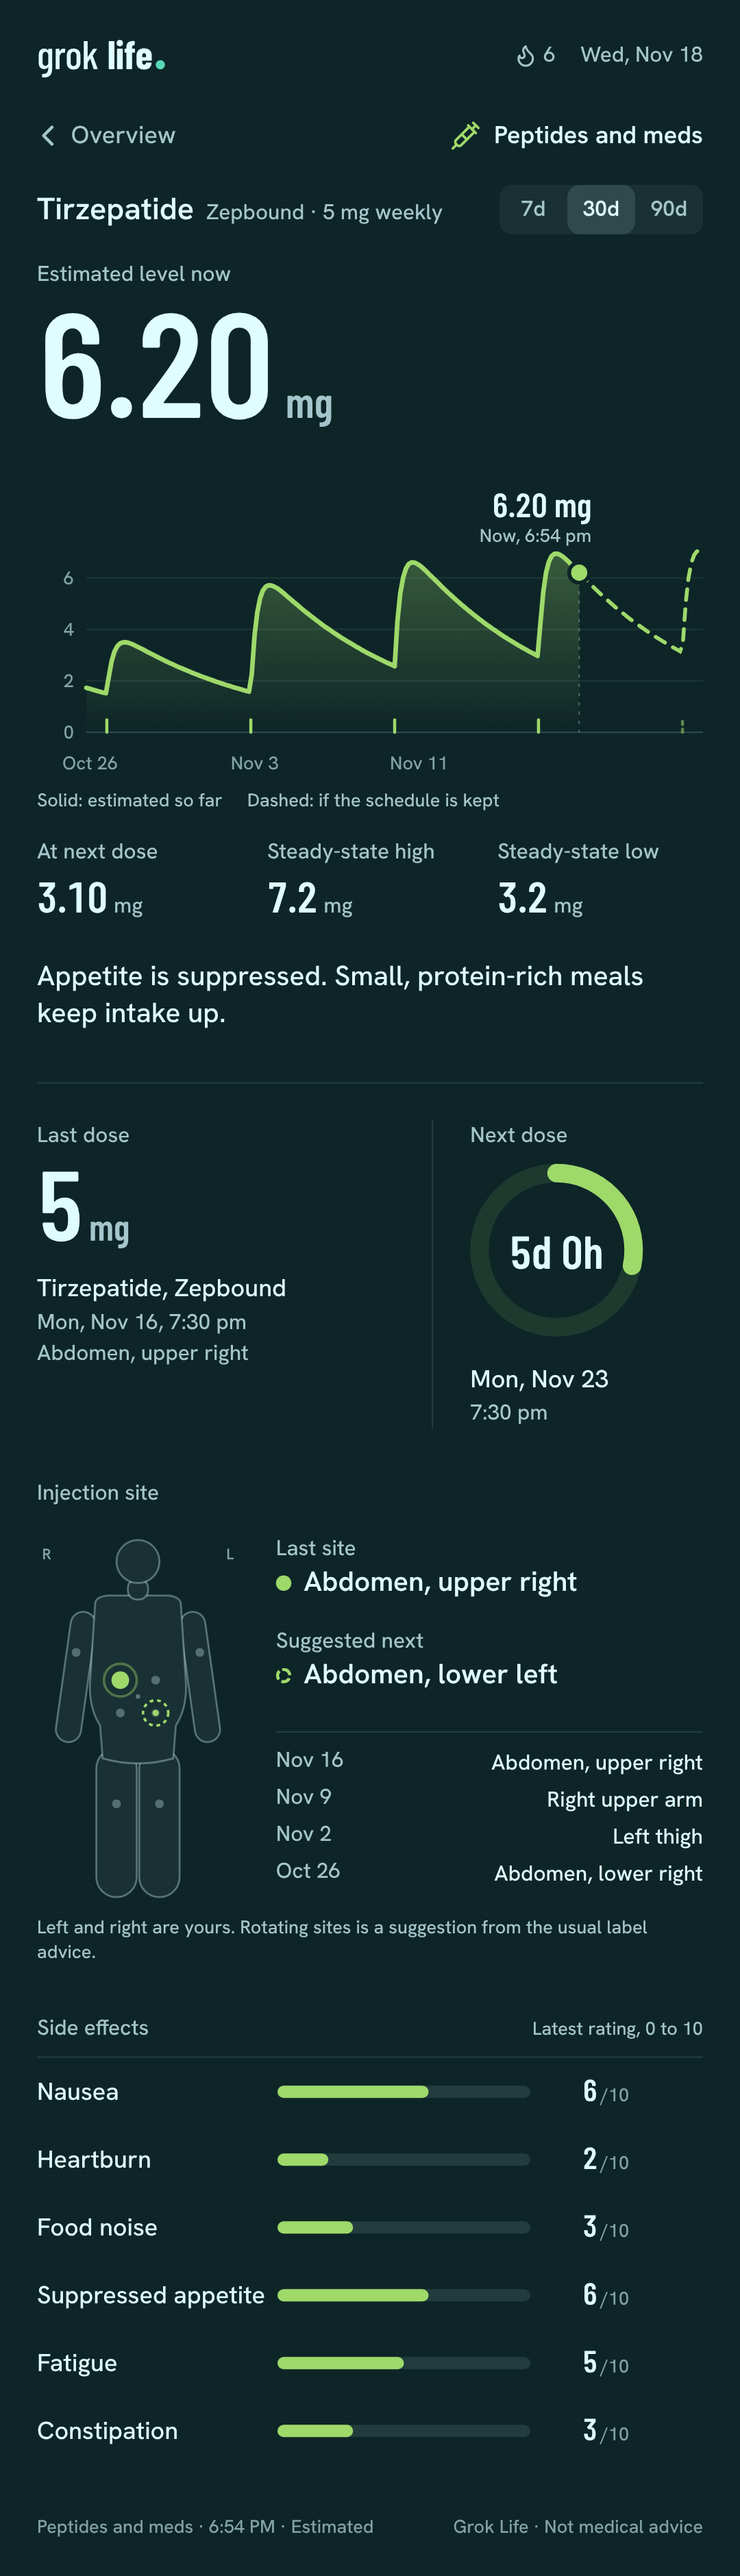 grok life.
6 Wed, Nov 18
Overview
Peptides and meds
Tirzepatide Zepbound · 5 mg weekly
7d 30d 90d
Estimated level now
6.20 mg
6.20 mg
Now, 6:54 pm
6
4
2
0
Oct 26 Nov 3 Nov 11
Solid: estimated so far Dashed: if the schedule is kept
At next dose Steady-state high Steady-state low
3.10 mg 7.2 mg 3.2 mg
Appetite is suppressed. Small, protein-rich meals
keep intake up.
Last dose
5 mg
Tirzepatide, Zepbound
Mon, Nov 16, 7:30 pm
Abdomen, upper right
Next dose
5d 0h
Mon, Nov 23
7:30 pm
Injection site
R L
Last site
Abdomen, upper right
Suggested next
Abdomen, lower left
Nov 16 Abdomen, upper right
Nov 9 Right upper arm
Nov 2 Left thigh
Oct 26 Abdomen, lower right
Left and right are yours. Rotating sites is a suggestion from the usual label
advice.
Side effects Latest rating, 0 to 10
Nausea 6/10
Heartburn 2/10
Food noise 3/10
Suppressed appetite 6/10
Fatigue 5/10
Constipation 3/10
Peptides and meds · 6:54 PM · Estimated Grok Life · Not medical advice